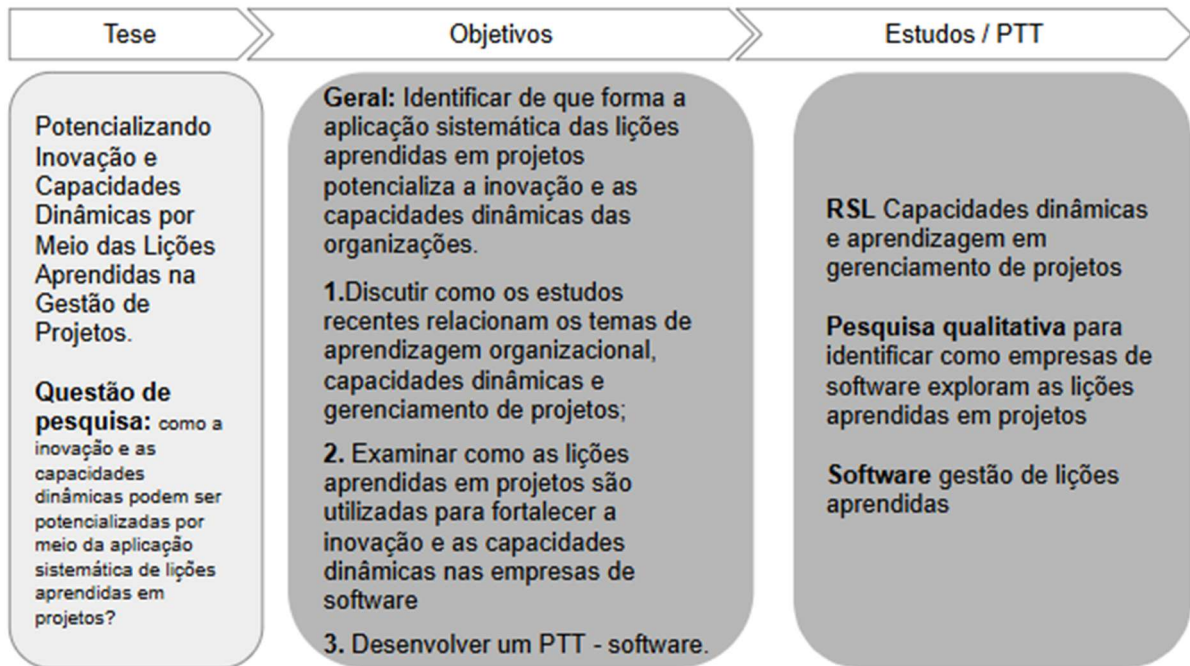 Tese
Objetivos
Estudos / PTT
Potencializando
Inovação e
Capacidades
Dinâmicas por
Meio das Lições
Aprendidas na
Gestão de
Projetos.
Questão de
pesquisa: como a
inovação e as
capacidades
dinâmicas podem ser
potencializadas por
meio da aplicação
sistemática de lições
aprendidas em
projetos?
Geral: Identificar de que forma a
aplicação sistemática das lições
aprendidas em projetos
potencializa a inovação e as
capacidades dinâmicas das
organizações.
1.Discutir como os estudos
recentes relacionam os temas de
aprendizagem organizacional,
capacidades dinâmicas e
gerenciamento de projetos;
2. Examinar como as lições
aprendidas em projetos são
utilizadas para fortalecer a
inovação e as capacidades
dinâmicas nas empresas de
software
3. Desenvolver um PTT - software.
RSL Capacidades dinâmicas
e aprendizagem em
gerenciamento de projetos
Pesquisa qualitativa para
identificar como empresas de
software exploram as lições
aprendidas em projetos
Software gestão de lições
aprendidas